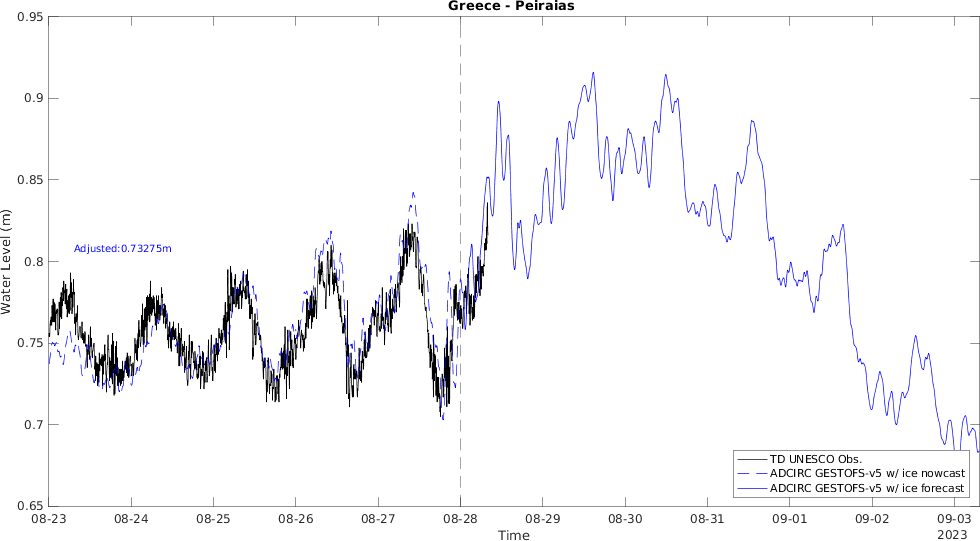 Greece - Peiraias
0.95
0.9
0.85
0.8
0.75
0.7
0.65
Water Level (m)
Adjusted:0.73275m
TD UNESCO Obs.
ADCIRC GESTOFS-v5 w/ ice nowcast
ADCIRC GESTOFS-v5 w/ ice forecast
08-23 08-24 08-25 08-26 08-27 08-28 08-29 08-30 08-31 09-01 09-02 09-03
2023
Time